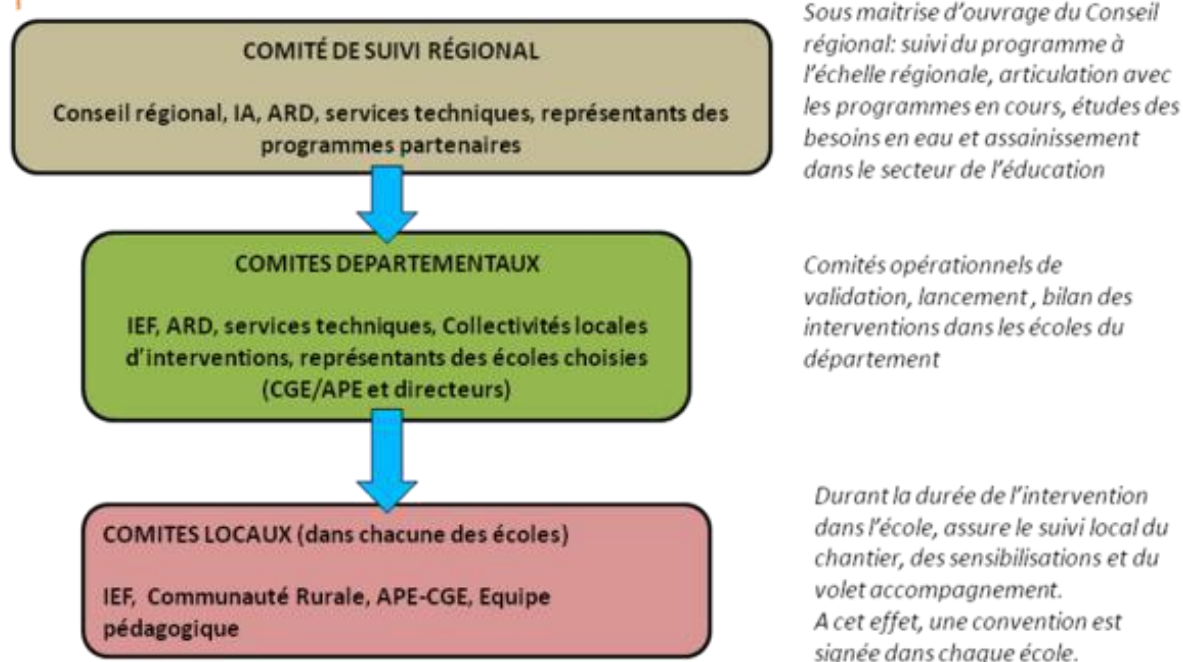 COMITÉ DE SUIVI RÉGIONAL
Conseil régional, IA, ARD, services techniques, représentants des
programmes partenaires
Sous maitrise d'ouvrage du Conseil
régional: suivi du programme à
l'échelle régionale, articulation avec
les programmes en cours, études des
besoins en eau et assainissement
dans le secteur de l'éducation
COMITES DEPARTEMENTAUX
IEF, ARD, services techniques, Collectivités locales
d'interventions, représentants des écoles choisies
(CGE/APE et directeurs)
Comités opérationnels de
validation, lancement , bilan des
interventions dans les écoles du
département
COMITES LOCAUX (dans chacune des écoles)
IEF, Communauté Rurale, APE-CGE, Equipe
pédagogique
Durant la durée de l'intervention
dans l'école, assure le suivi local du
chantier, des sensibilisations et du
volet accompagnement.
A cet effet, une convention est
signée dans chaque école.